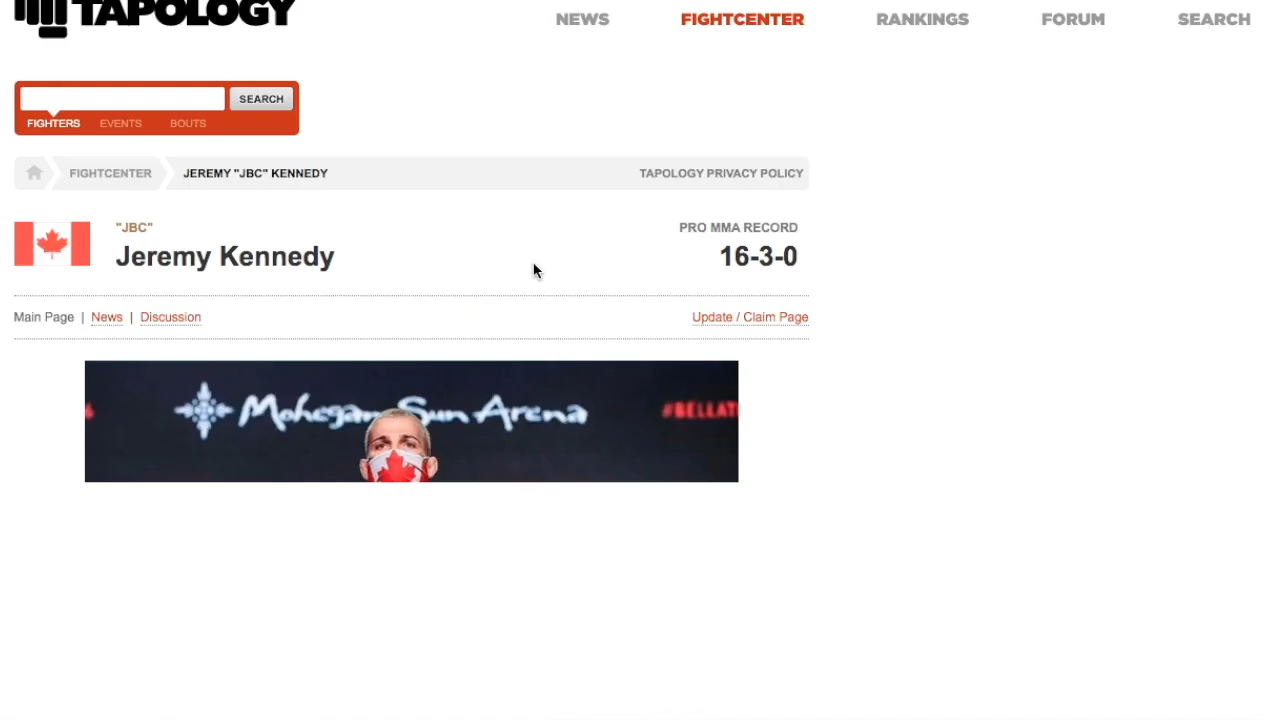 TAPOLOGY
NEWS FIGHTCENTER RANKINGS FORUM SEARCH
SEARCH
FIGHTERS EVENTS BOUTS
FIGHTCENTER JEREMY "JBC" KENNEDY TAPOLOGY PRIVACY POLICY
"JBC" PRO MMA RECORD
Jeremy Kennedy 16-3-0
Main Page | News | Discussion Update / Claim Page
Mohegan Sun Arena #BELLAT